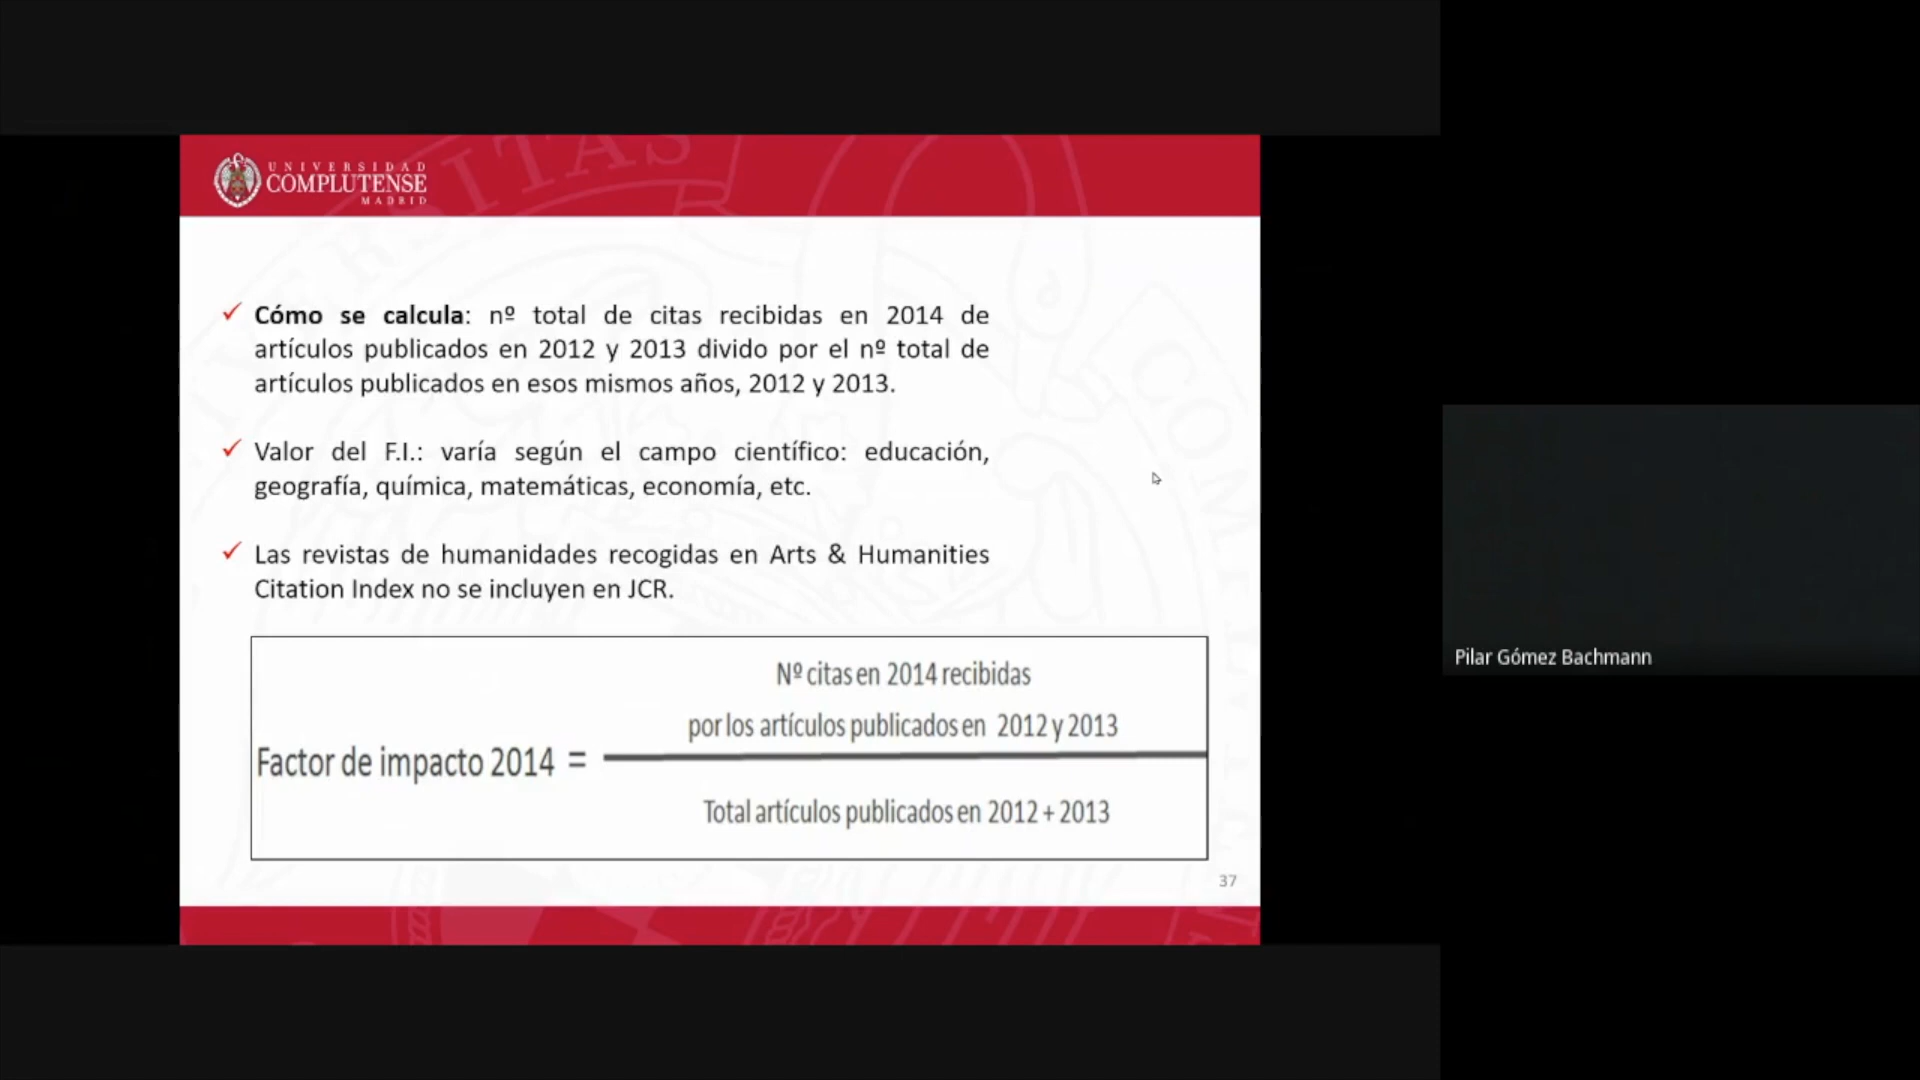 UNIVERSIDAD
COMPLUTENSE
MADRID
Cómo se calcula: nº total de citas recibidas en 2014 de
artículos publicados en 2012 y 2013 divido por el nº total de
artículos publicados en esos mismos años, 2012 y 2013.
Valor del F.I.: varía según el campo científico: educación,
geografía, química, matemáticas, economía, etc.
Las revistas de humanidades recogidas en Arts & Humanities
Citation Index no se incluyen en JCR.
Nº citas en 2014 recibidas
por los artículos publicados en 2012 y 2013
Factor de impacto 2014 =
Total artículos publicados en 2012 + 2013
37
Pilar Gómez Bachmann